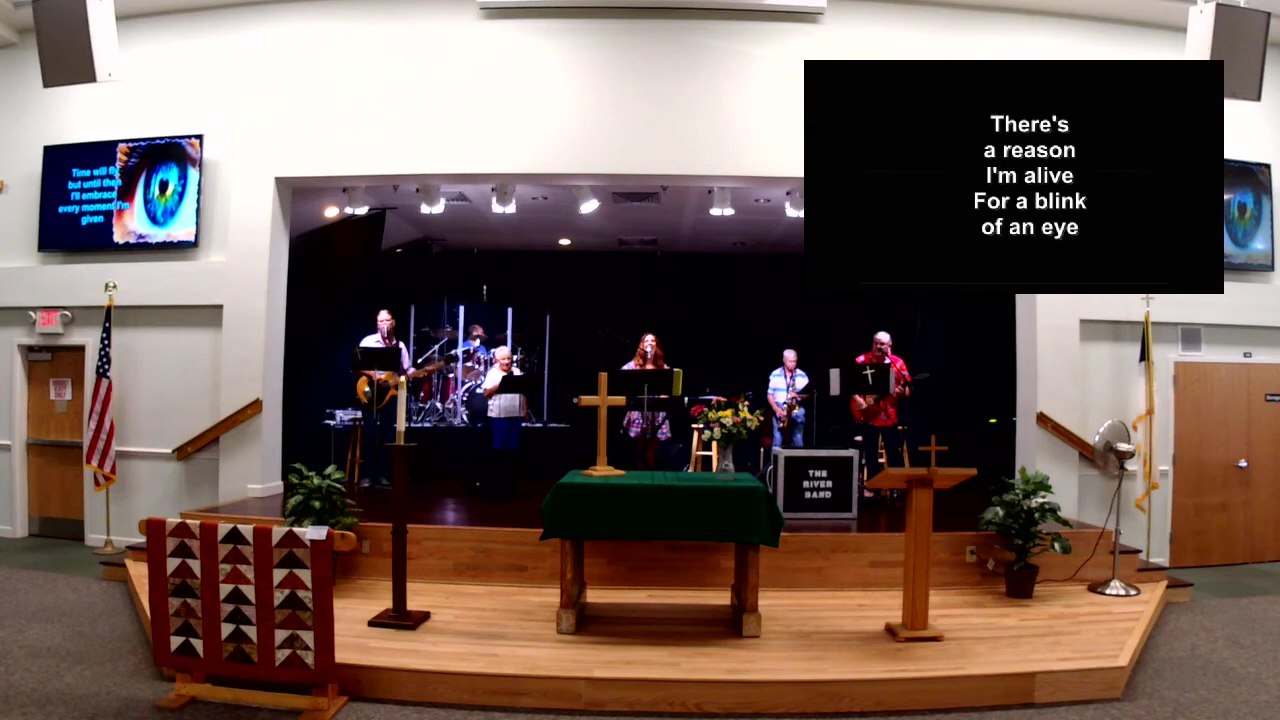 There's
a reason
I'm alive
For a blink
of an eye
Time will fly
but until then
I'll embrace
every moment I'm
given
EXIT
THE
RIVER
BAND